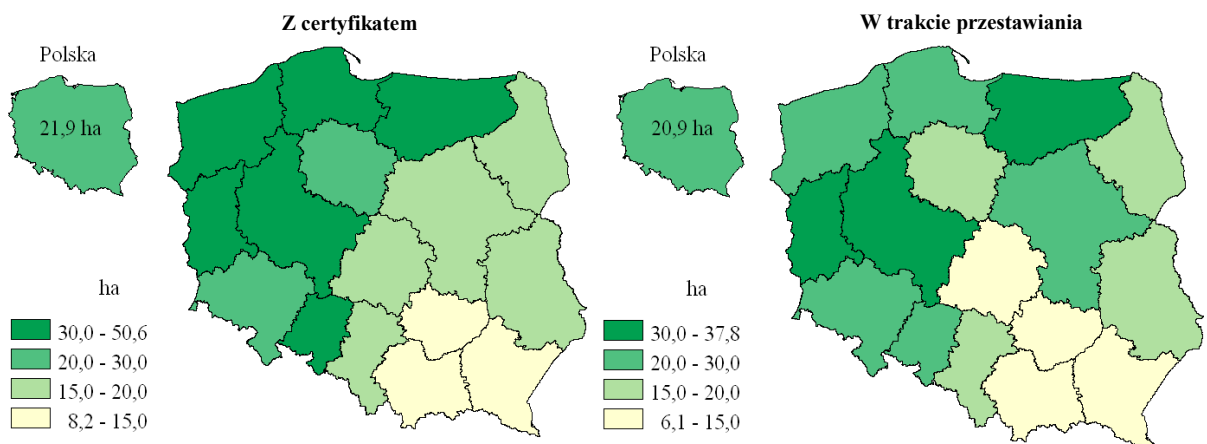 Z certyfikatem
Polska
21,9 ha
ha
30,0 - 50,6
20,0 - 30,0
15,0 - 20,0
8,2 - 15,0
W trakcie przestawiania
Polska
20,9 ha
ha
30,0 - 37,8
20,0 - 30,0
15,0 - 20,0
6,1 - 15,0